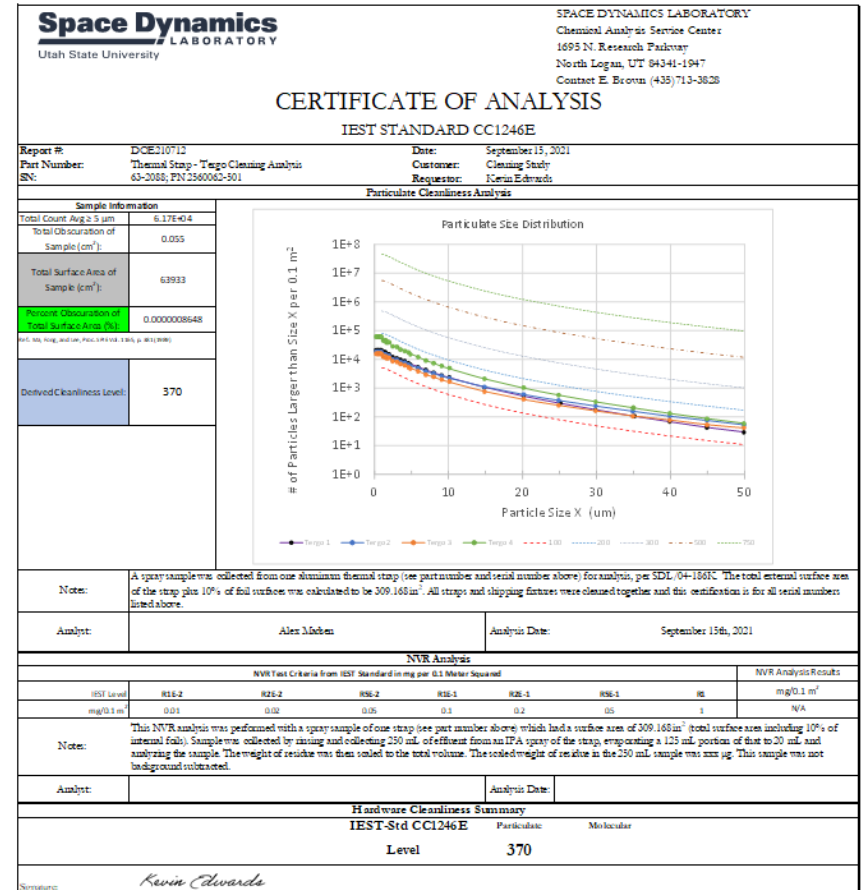 Space Dynamics
LABORATORY
Utah State University
SPACE DYNAMICS LABORATORY
Chemical Analysis Service Center
1695 N. Research Parkway
North Logan, UT 84341-1947
Contact E. Brown (435)713-3828
CERTIFICATE OF ANALYSIS
IEST STANDARD CC1246E
Report #: DOE210712 Date: September 15, 2021
Part Number: Thermal Strap - Tergo Cleaning Analysis Customer: Cleaning Study
SN: 63-2088; PN 2560062-501 Requestor: Kevin Edwards
Particulate Cleanliness Analysis
Sample Information
Total Count Avg ≥ 5 µm 6.17E+04
Total Obscuration of Sample (cm²): 0.055
Total Surface Area of Sample (cm²): 63933
Percent Obscuration of Total Surface Area (%): 0.0000008648
Ref. Ma, Fong, and Lee, Proc. SPIE Vol. 1165, p. 381 (1989)
Derived Cleanliness Level: 370
Particulate Size Distribution
# of Particles Larger than Size X per 0.1 m²
1E+8
1E+7
1E+6
1E+5
1E+4
1E+3
1E+2
1E+1
1E+0
0 10 20 30 40 50
Particle Size X (um)
Tergo 1 Tergo 2 Tergo 3 Tergo 4 100 200 300 500 750
Notes: A spray sample was collected from one aluminum thermal strap (see part number and serial number above) for analysis, per SDL/04-186K. The total external surface area
of the strap plus 10% of foil surfaces was calculated to be 309.168 in². All straps and shipping fixtures were cleaned together and this certification is for all serial numbers
listed above.
Analyst: Alex Madsen Analysis Date: September 15th, 2021
NVR Analysis
NVR Test Criteria from IEST Standard in mg per 0.1 Meter Squared NVR Analysis Results
IEST Level R1E-2 R2E-2 R5E-2 R1E-1 R2E-1 R5E-1 R1 mg/0.1 m²
mg/0.1 m² 0.01 0.02 0.05 0.1 0.2 0.5 1 N/A
Notes: This NVR analysis was performed with a spray sample of one strap (see part number above) which had a surface area of 309.168in² (total surface area including 10% of
internal foils). Sample was collected by rinsing and collecting 250 mL of effluent from an IPA spray of the strap, evaporating a 125 mL portion of that to 20 mL and
analyzing the sample. The weight of residue was then scaled to the total volume. The scaled weight of residue in the 250 mL sample was xxx µg. This sample was not
background subtracted.
Analyst: Analysis Date:
Hardware Cleanliness Summary
IEST-Std CC1246E Particulate Molecular
Level 370
Signature: Kevin Edwards